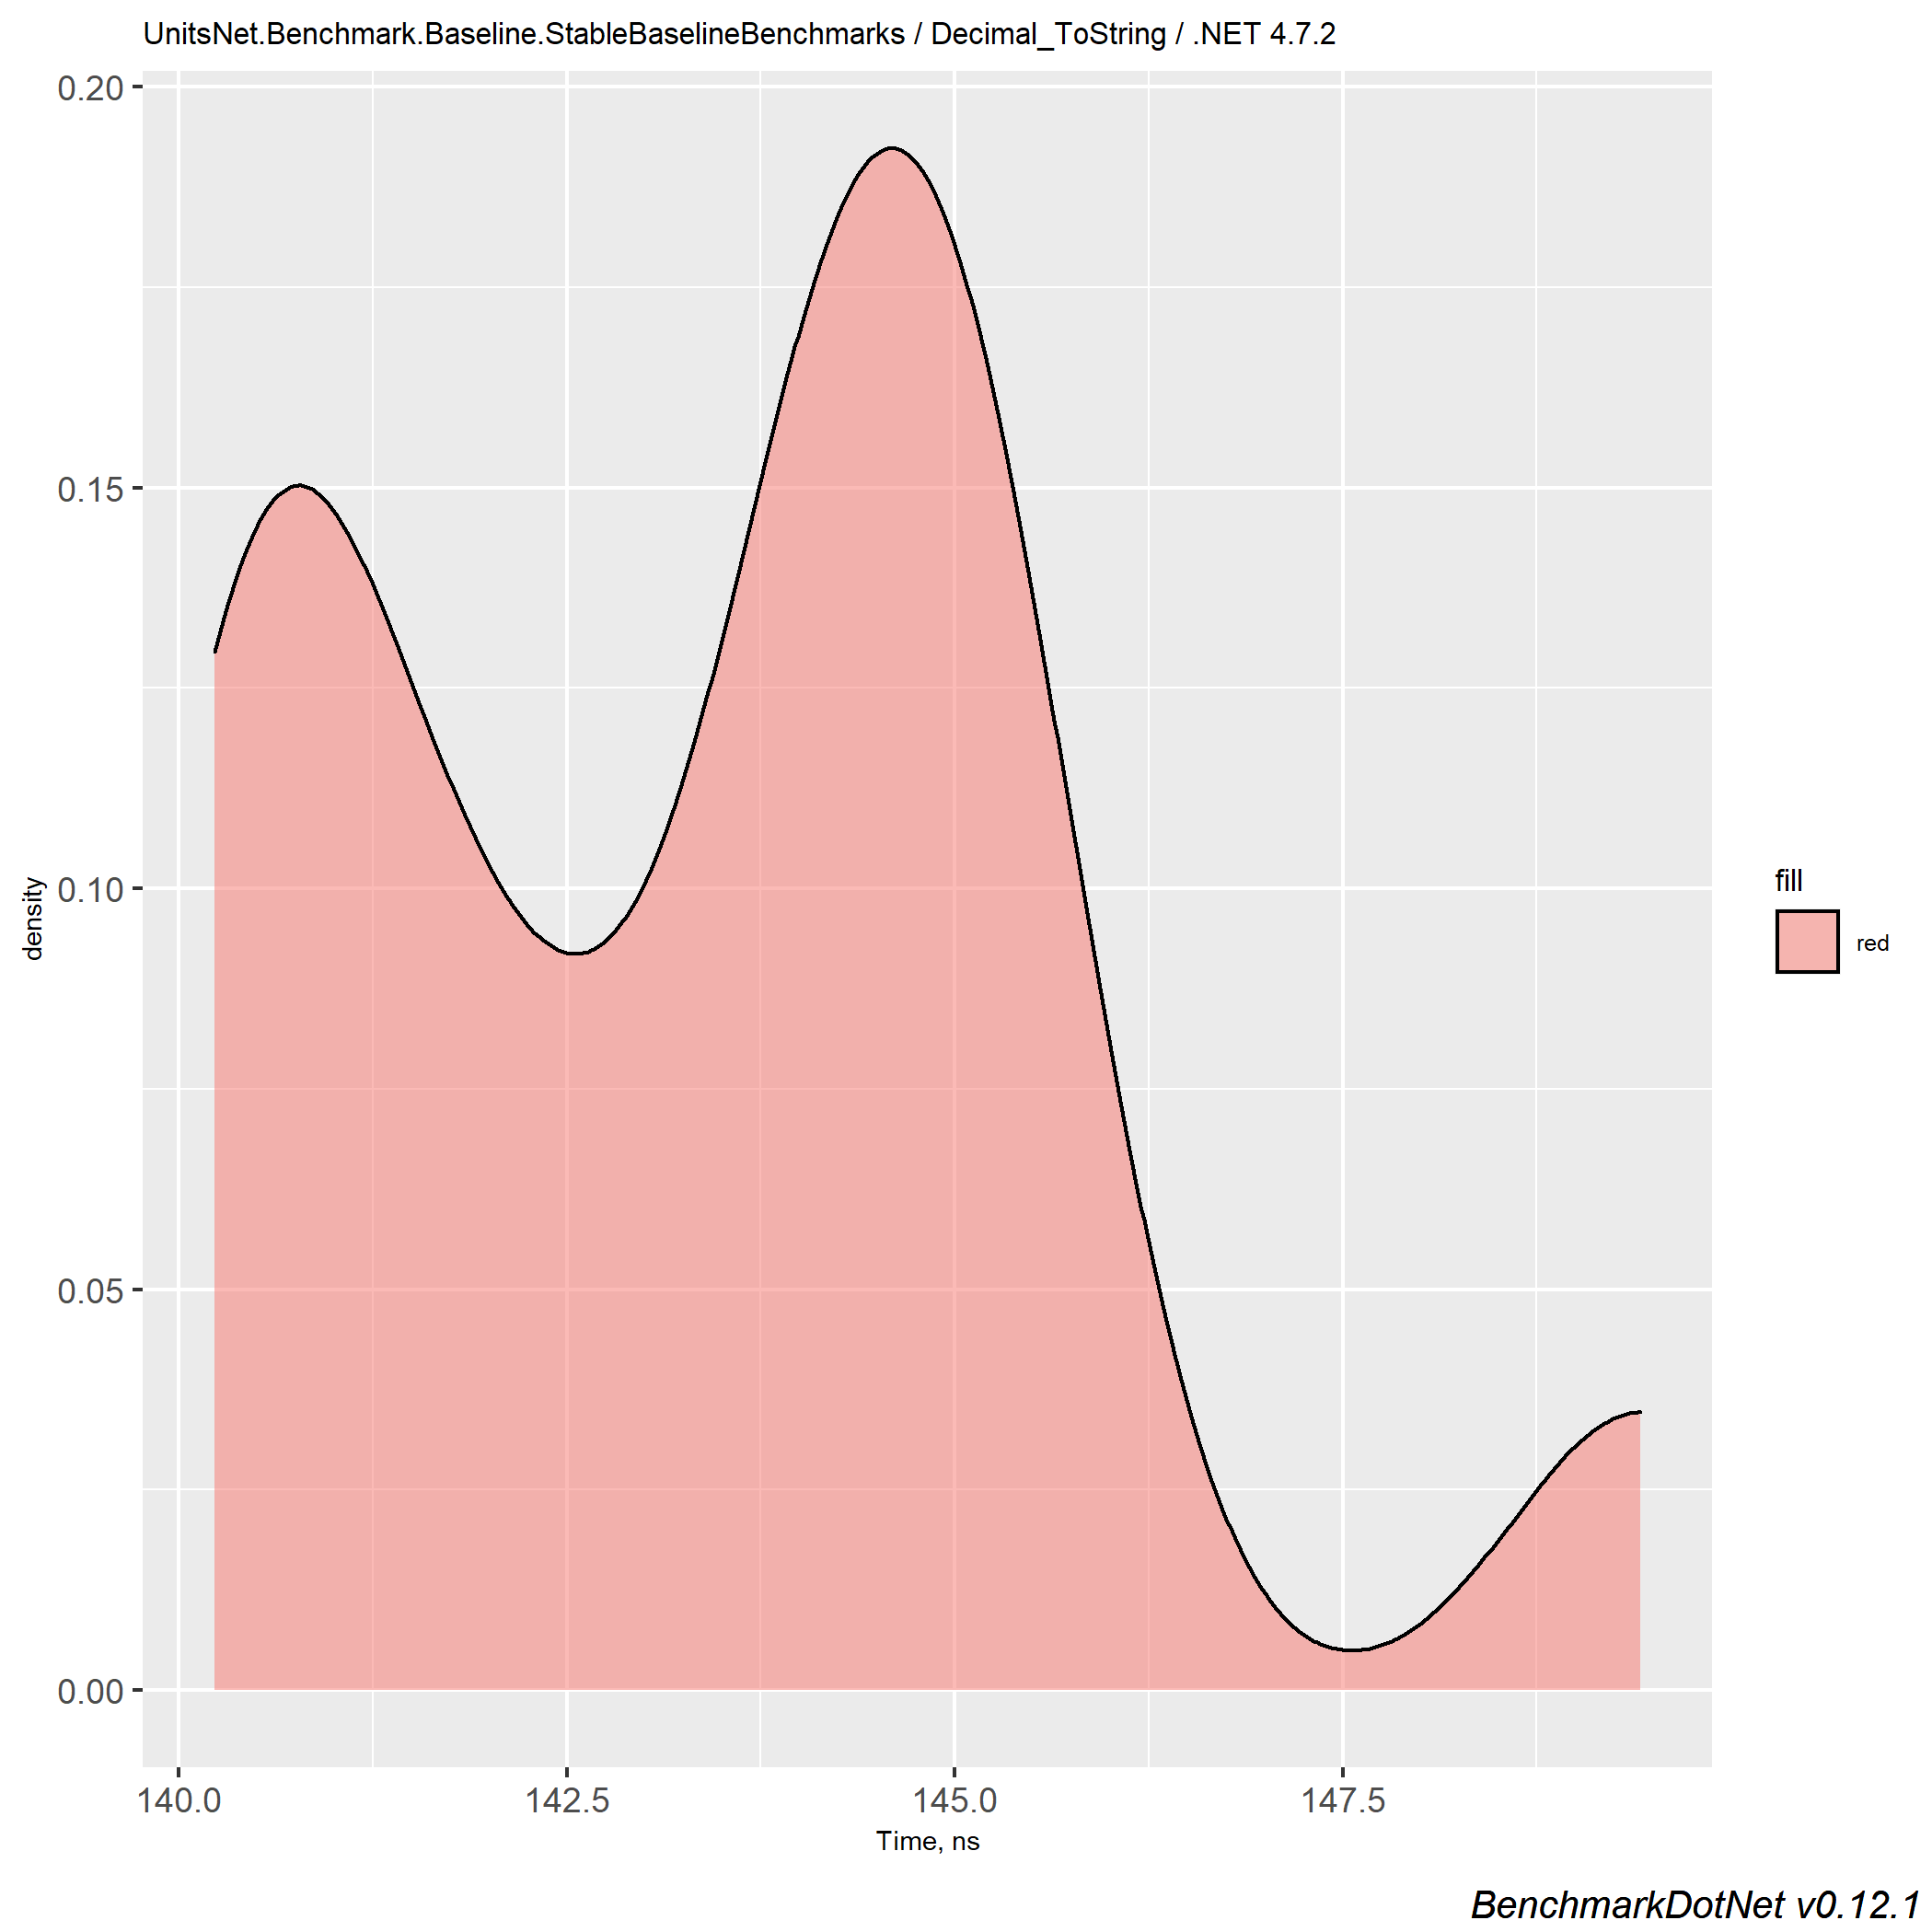 UnitsNet.Benchmark.Baseline.StableBaselineBenchmarks / Decimal_ToString / .NET 4.7.2
0.20
0.15
0.10
0.05
0.00
density
140.0 142.5 145.0 147.5
Time, ns
fill
red
BenchmarkDotNet v0.12.1